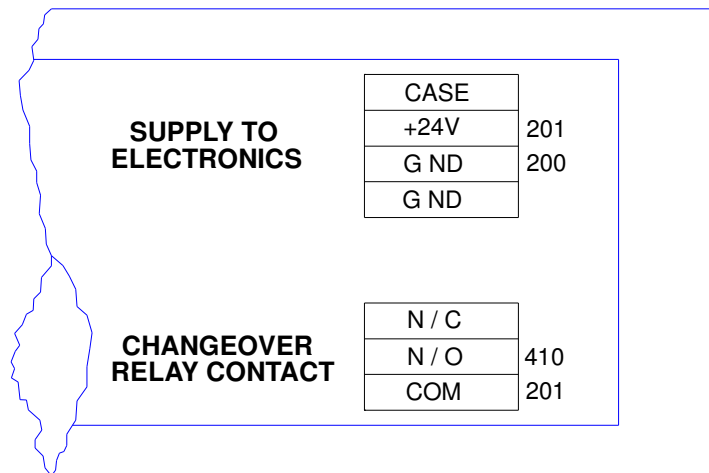 CASE
SUPPLY TO +24V 201
ELECTRONICS G ND 200
G ND
N / C
CHANGEOVER N / O 410
RELAY CONTACT COM 201